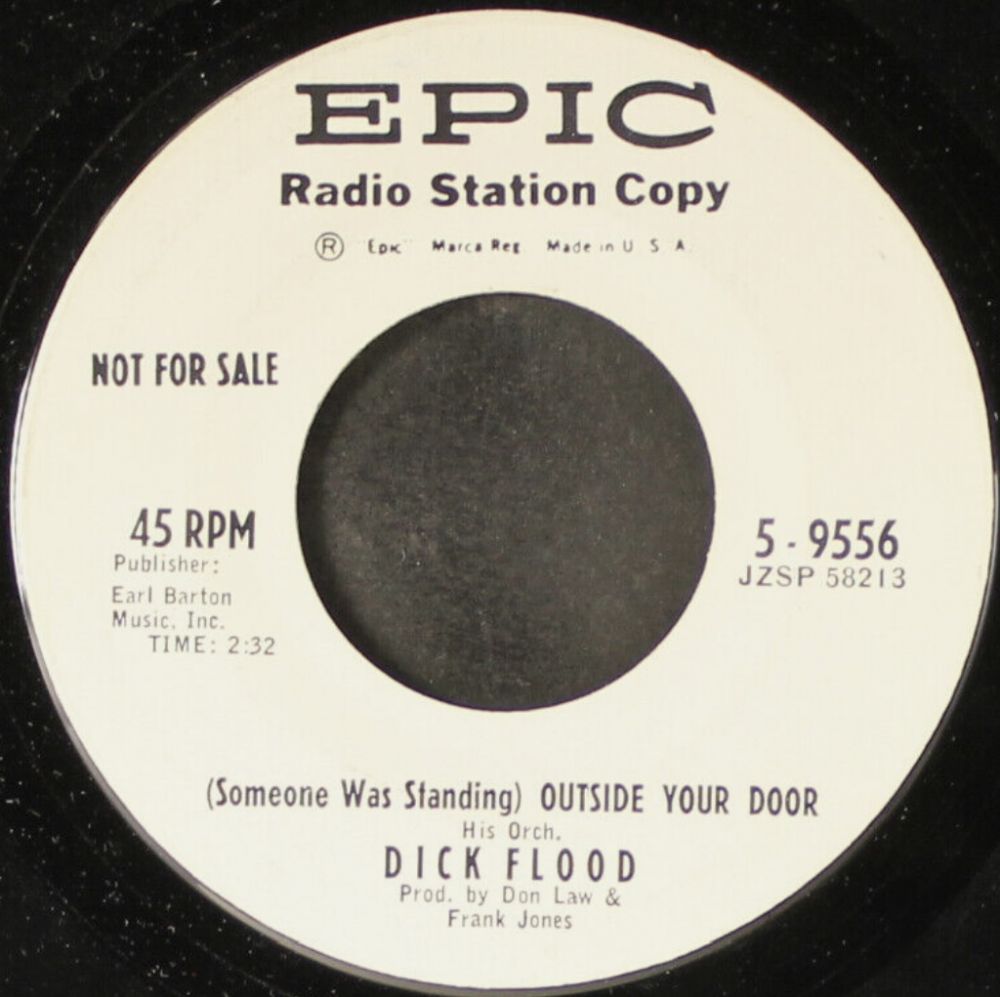 EPIC
Radio Station Copy
Ⓡ "Epic" Marca Reg. Made in U. S. A.
NOT FOR SALE
45 RPM
Publisher:
Earl Barton
Music, Inc.
TIME: 2:32
5-9556
JZSP 58213
(Someone Was Standing) OUTSIDE YOUR DOOR
His Orch.
DICK FLOOD
Prod. by Don Law &
Frank Jones